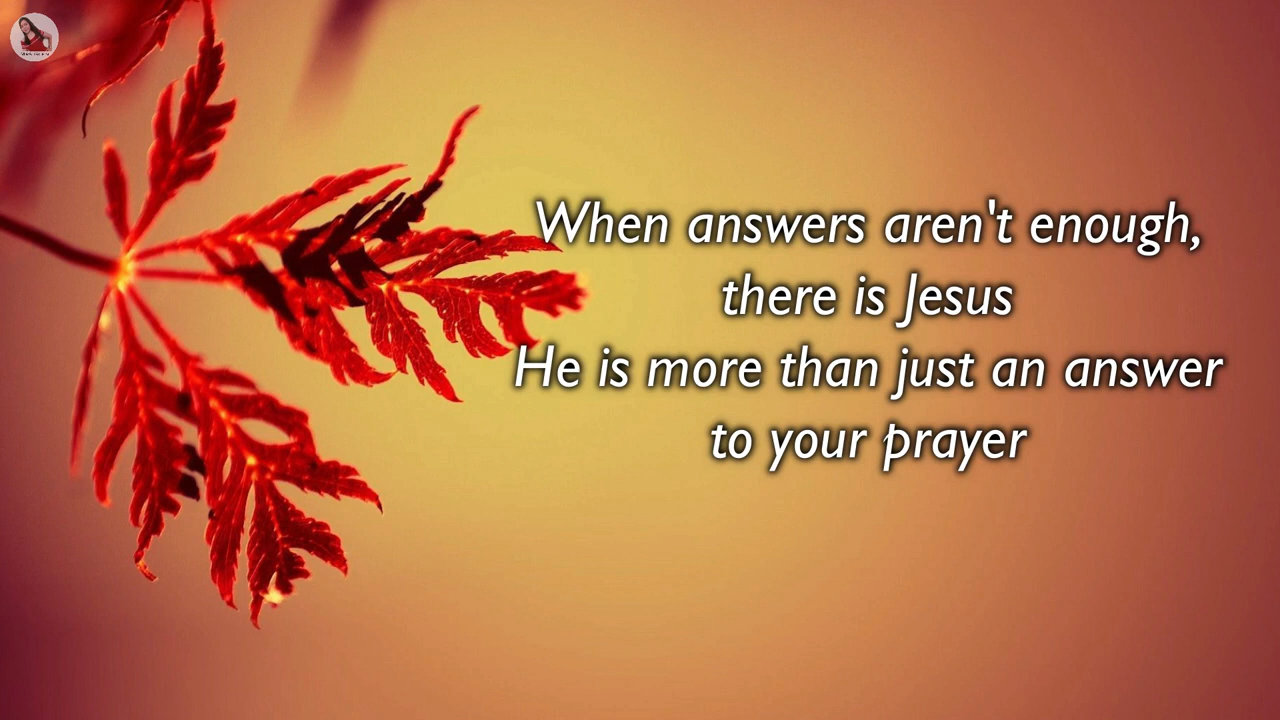 When answers aren't enough,
there is Jesus
He is more than just an answer
to your prayer